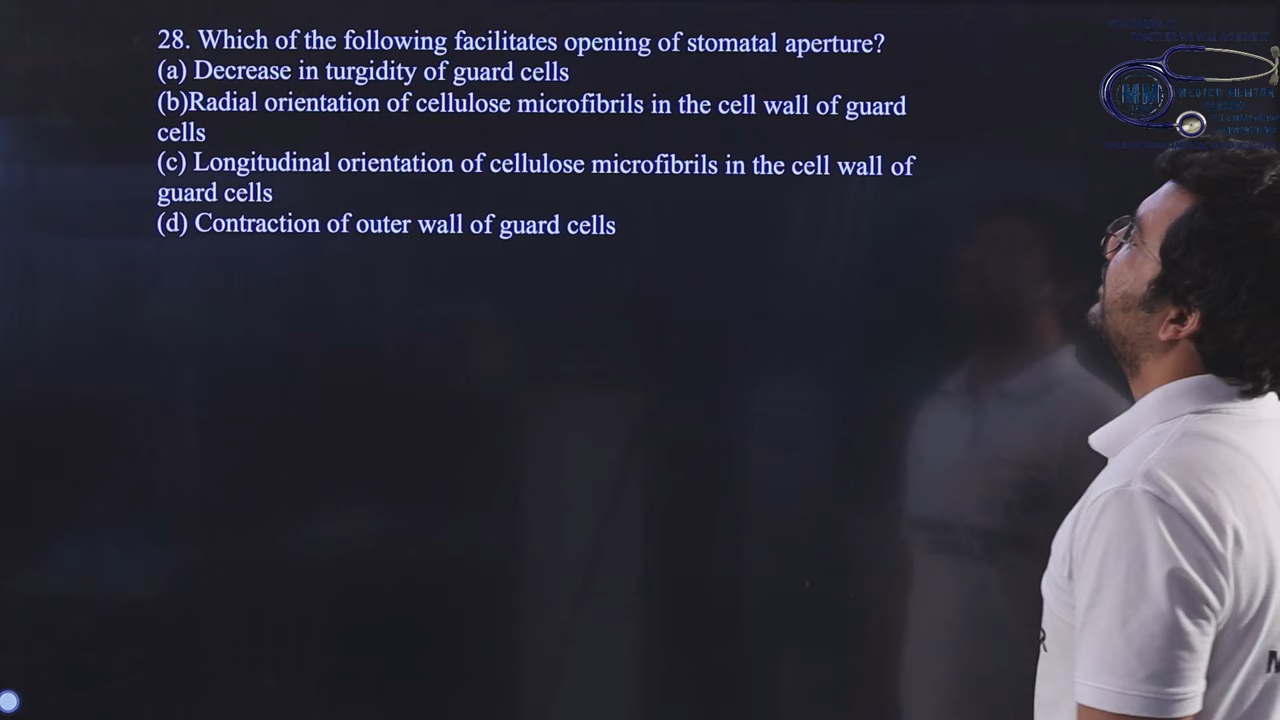 28. Which of the following facilitates opening of stomatal aperture?
(a) Decrease in turgidity of guard cells
(b)Radial orientation of cellulose microfibrils in the cell wall of guard
cells
(c) Longitudinal orientation of cellulose microfibrils in the cell wall of
guard cells
(d) Contraction of outer wall of guard cells
MM